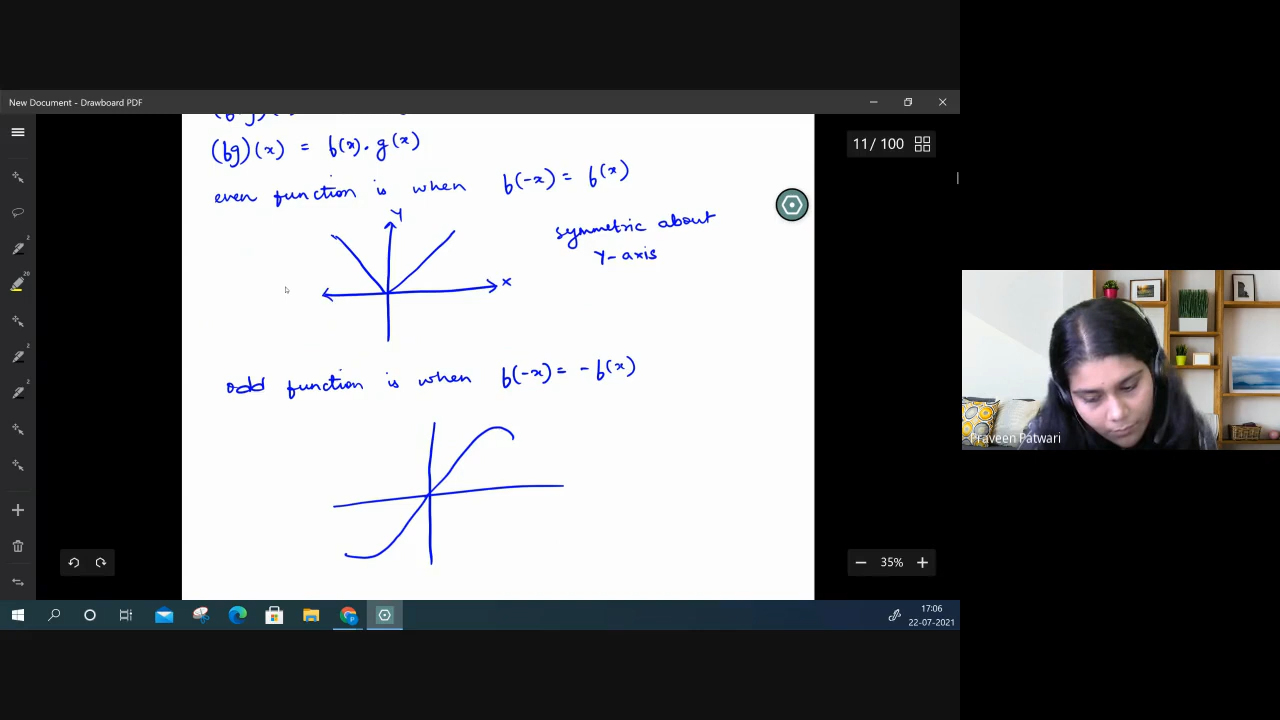 New Document - Drawboard PDF
(fg)(x) = f(x). g(x)
11 / 100
even function is when f(-x) = f(x)
Y
symmetric about
Y-axis
x
odd function is when f(-x) = - f(x)
Praveen Patwari
35%
17:06
22-07-2021